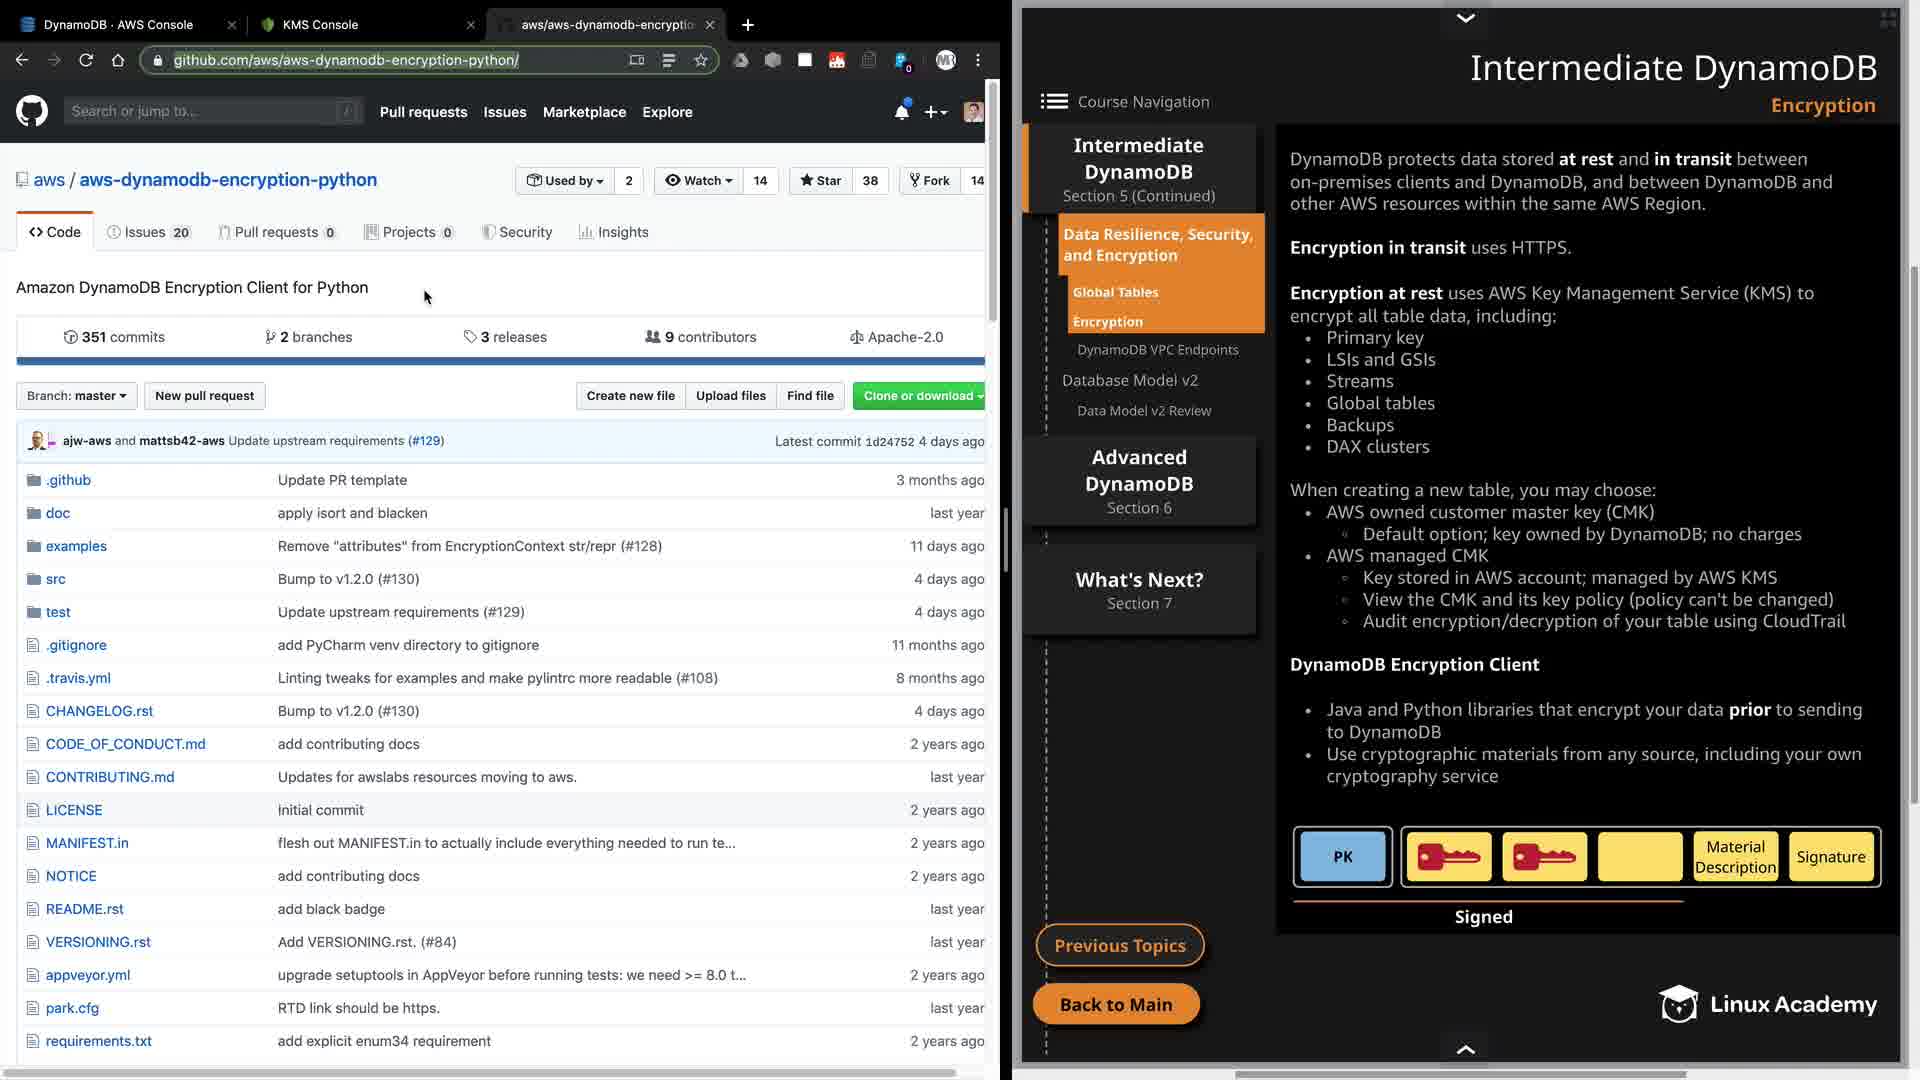 DynamoDB · AWS Console
KMS Console
aws/aws-dynamodb-encryptio
github.com/aws/aws-dynamodb-encryption-python/
0
Search or jump to...
/
Pull requests
Issues
Marketplace
Explore
aws / aws-dynamodb-encryption-python
Used by 2
Watch 14
Star 38
Fork 14
Code
Issues 20
Pull requests 0
Projects 0
Security
Insights
Amazon DynamoDB Encryption Client for Python
351 commits
2 branches
3 releases
9 contributors
Apache-2.0
Branch: master
New pull request
Create new file
Upload files
Find file
Clone or download
ajw-aws and mattsb42-aws Update upstream requirements (#129)
Latest commit 1d24752 4 days ago
.github Update PR template 3 months ago
doc apply isort and blacken last year
examples Remove "attributes" from EncryptionContext str/repr (#128) 11 days ago
src Bump to v1.2.0 (#130) 4 days ago
test Update upstream requirements (#129) 4 days ago
.gitignore add PyCharm venv directory to gitignore 11 months ago
.travis.yml Linting tweaks for examples and make pylintrc more readable (#108) 8 months ago
CHANGELOG.rst Bump to v1.2.0 (#130) 4 days ago
CODE_OF_CONDUCT.md add contributing docs 2 years ago
CONTRIBUTING.md Updates for awslabs resources moving to aws. last year
LICENSE Initial commit 2 years ago
MANIFEST.in flesh out MANIFEST.in to actually include everything needed to run te... 2 years ago
NOTICE add contributing docs 2 years ago
README.rst add black badge last year
VERSIONING.rst Add VERSIONING.rst. (#84) last year
appveyor.yml upgrade setuptools in AppVeyor before running tests: we need >= 8.0 t... 2 years ago
park.cfg RTD link should be https. last year
requirements.txt add explicit enum34 requirement 2 years ago
Intermediate DynamoDB
Encryption
Course Navigation
Intermediate
DynamoDB
Section 5 (Continued)
Data Resilience, Security,
and Encryption
Global Tables
Encryption
DynamoDB VPC Endpoints
Database Model v2
Data Model v2 Review
Advanced
DynamoDB
Section 6
What's Next?
Section 7
Previous Topics
Back to Main
DynamoDB protects data stored at rest and in transit between
on-premises clients and DynamoDB, and between DynamoDB and
other AWS resources within the same AWS Region.
Encryption in transit uses HTTPS.
Encryption at rest uses AWS Key Management Service (KMS) to
encrypt all table data, including:
• Primary key
• LSIs and GSIs
• Streams
• Global tables
• Backups
• DAX clusters
When creating a new table, you may choose:
• AWS owned customer master key (CMK)
◦ Default option; key owned by DynamoDB; no charges
• AWS managed CMK
◦ Key stored in AWS account; managed by AWS KMS
◦ View the CMK and its key policy (policy can't be changed)
◦ Audit encryption/decryption of your table using CloudTrail
DynamoDB Encryption Client
• Java and Python libraries that encrypt your data prior to sending
to DynamoDB
• Use cryptographic materials from any source, including your own
cryptography service
PK
Material
Description
Signature
Signed
Linux Academy